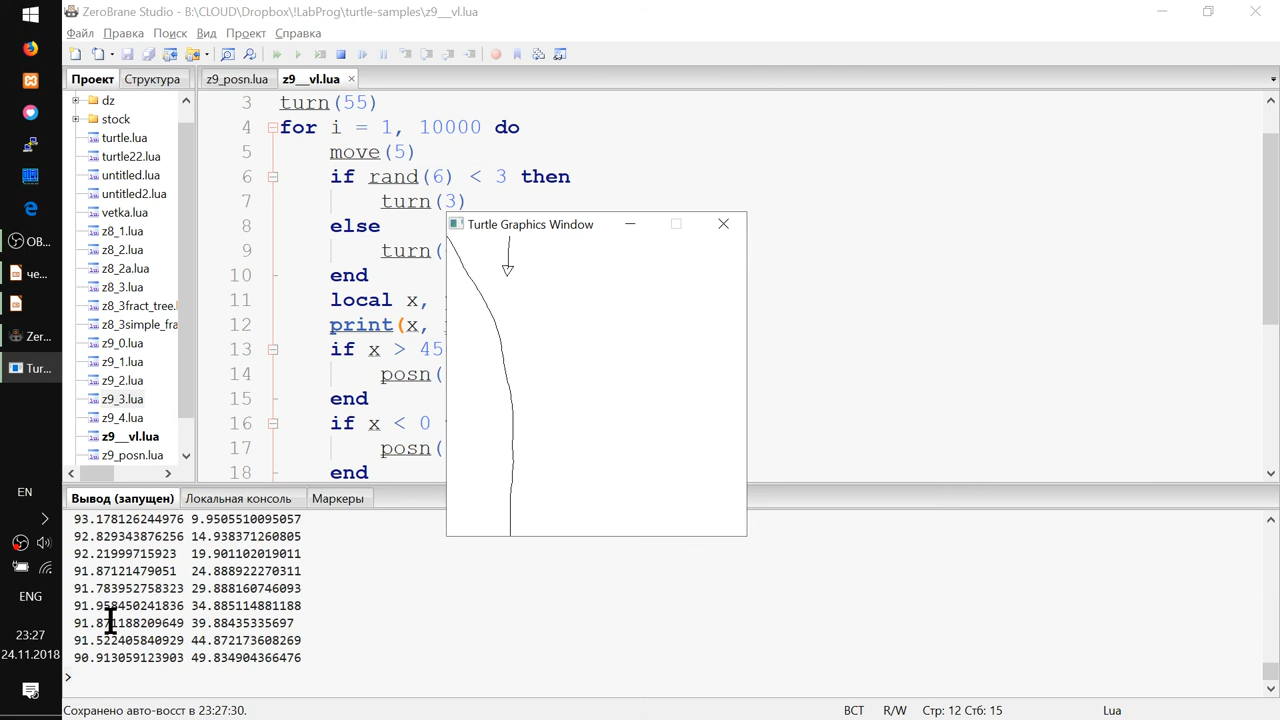 ZeroBrane Studio - B:\CLOUD\Dropbox\!LabProg\turtle-samples\z9__vl.lua
Файл Правка Поиск Вид Проект Справка
Проект Структура
z9_posn.lua z9__vl.lua
dz
stock
turtle.lua
turtle22.lua
untitled.lua
untitled2.lua
vetka.lua
z8_1.lua
z8_2.lua
z8_2a.lua
z8_3.lua
z8_3fract_tree.l
z8_3simple_fra
z9_0.lua
z9_1.lua
z9_2.lua
z9_3.lua
z9_4.lua
z9__vl.lua
z9_posn.lua
3 turn(55)
4 for i = 1, 10000 do
5 move(5)
6 if rand(6) < 3 then
7 turn(3)
8 else
9 turn(
10 end
11 local x,
12 print(x,
13 if x > 45
14 posn(
15 end
16 if x < 0
17 posn(
18 end
Turtle Graphics Window
OB...
че...
Zer...
Tur...
EN
ENG
23:27
24.11.2018
Вывод (запущен) Локальная консоль Маркеры
93.178126244976 9.9505510095057
92.829343876256 14.938371260805
92.21999715923 19.901102019011
91.87121479051 24.888922270311
91.783952758323 29.888160746093
91.958450241836 34.885114881188
91.871188209649 39.88435335697
91.522405840929 44.872173608269
90.913059123903 49.834904366476
>
Сохранено авто-восст в 23:27:30.
ВСТ R/W Стр: 12 Стб: 15 Lua